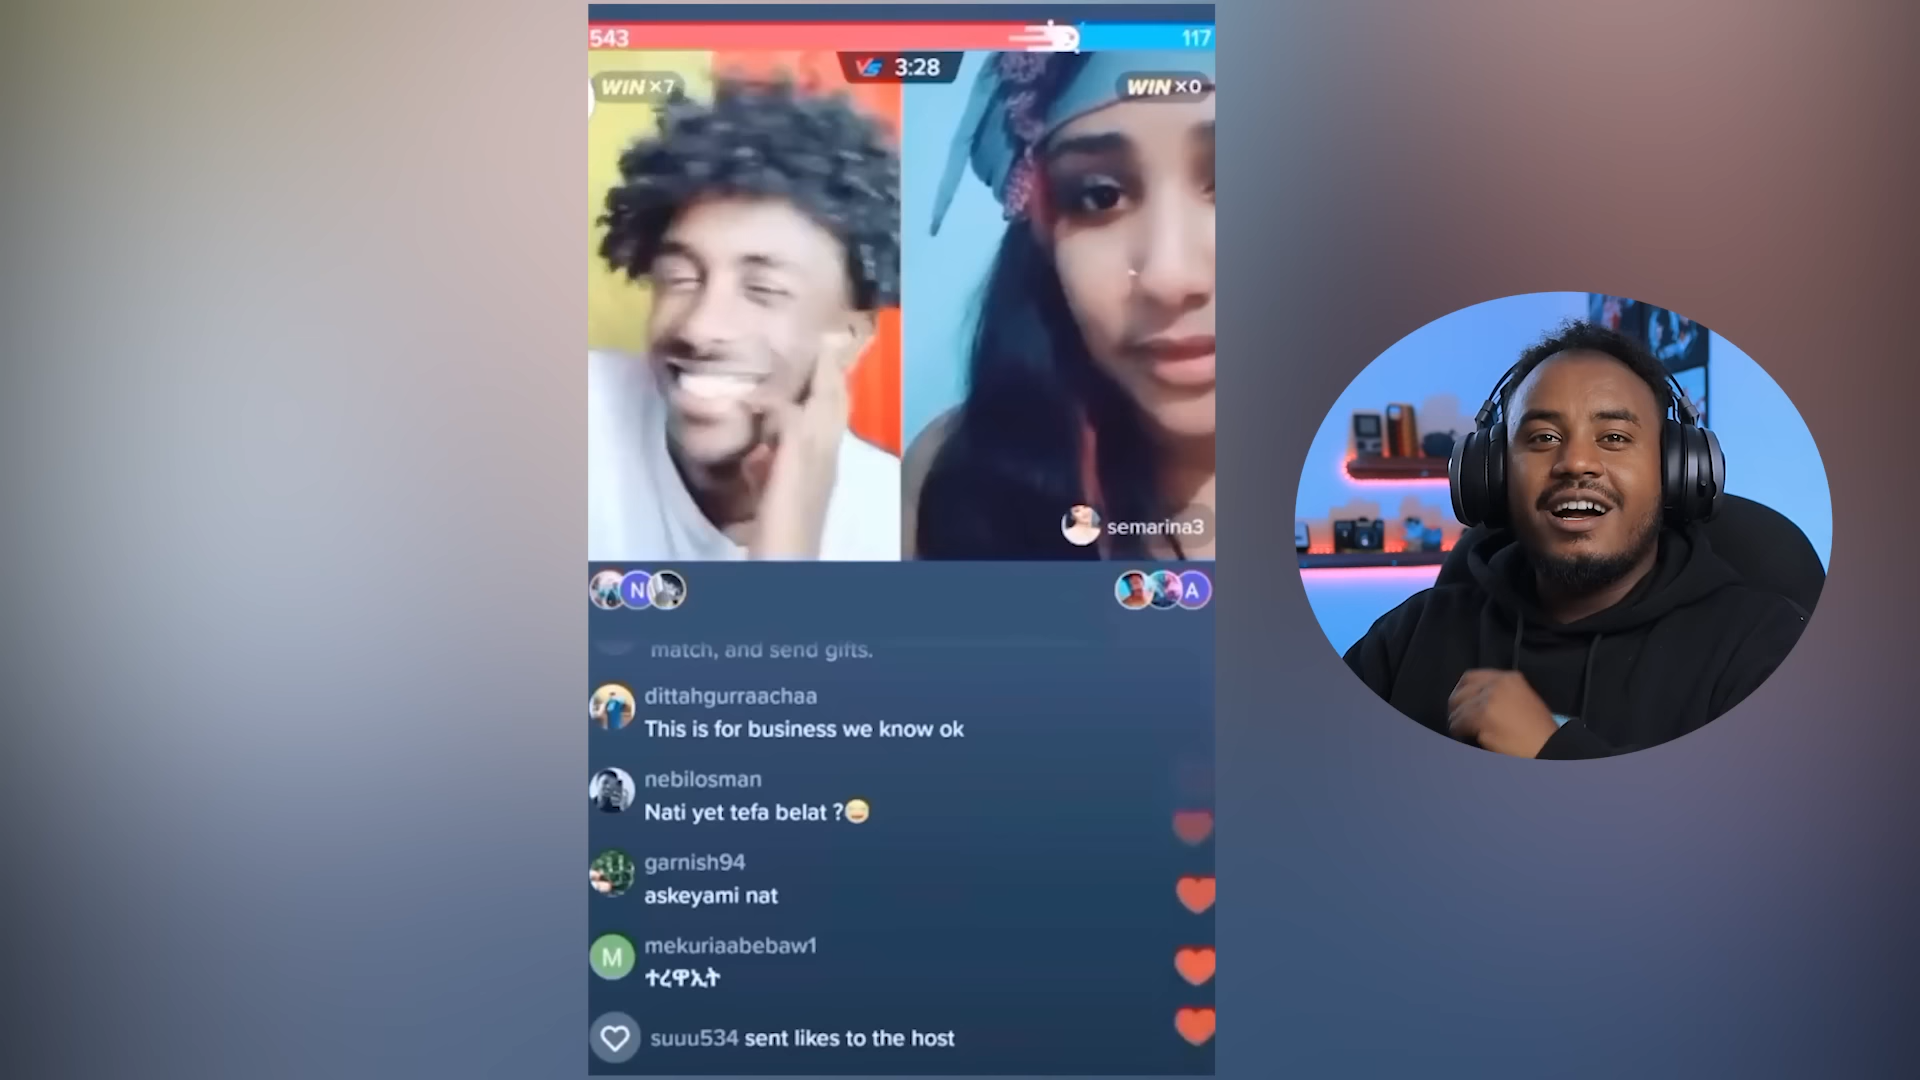 543
117
VS 3:28
WIN ×7
WIN ×0
semarina3
N
A
match, and send gifts.
dittahgurraachaa
This is for business we know ok
nebilosman
Nati yet tefa belat ?😅
garnish94
askeyami nat
M
mekuriaabebaw1
ተረዋኢት
suuu534 sent likes to the host